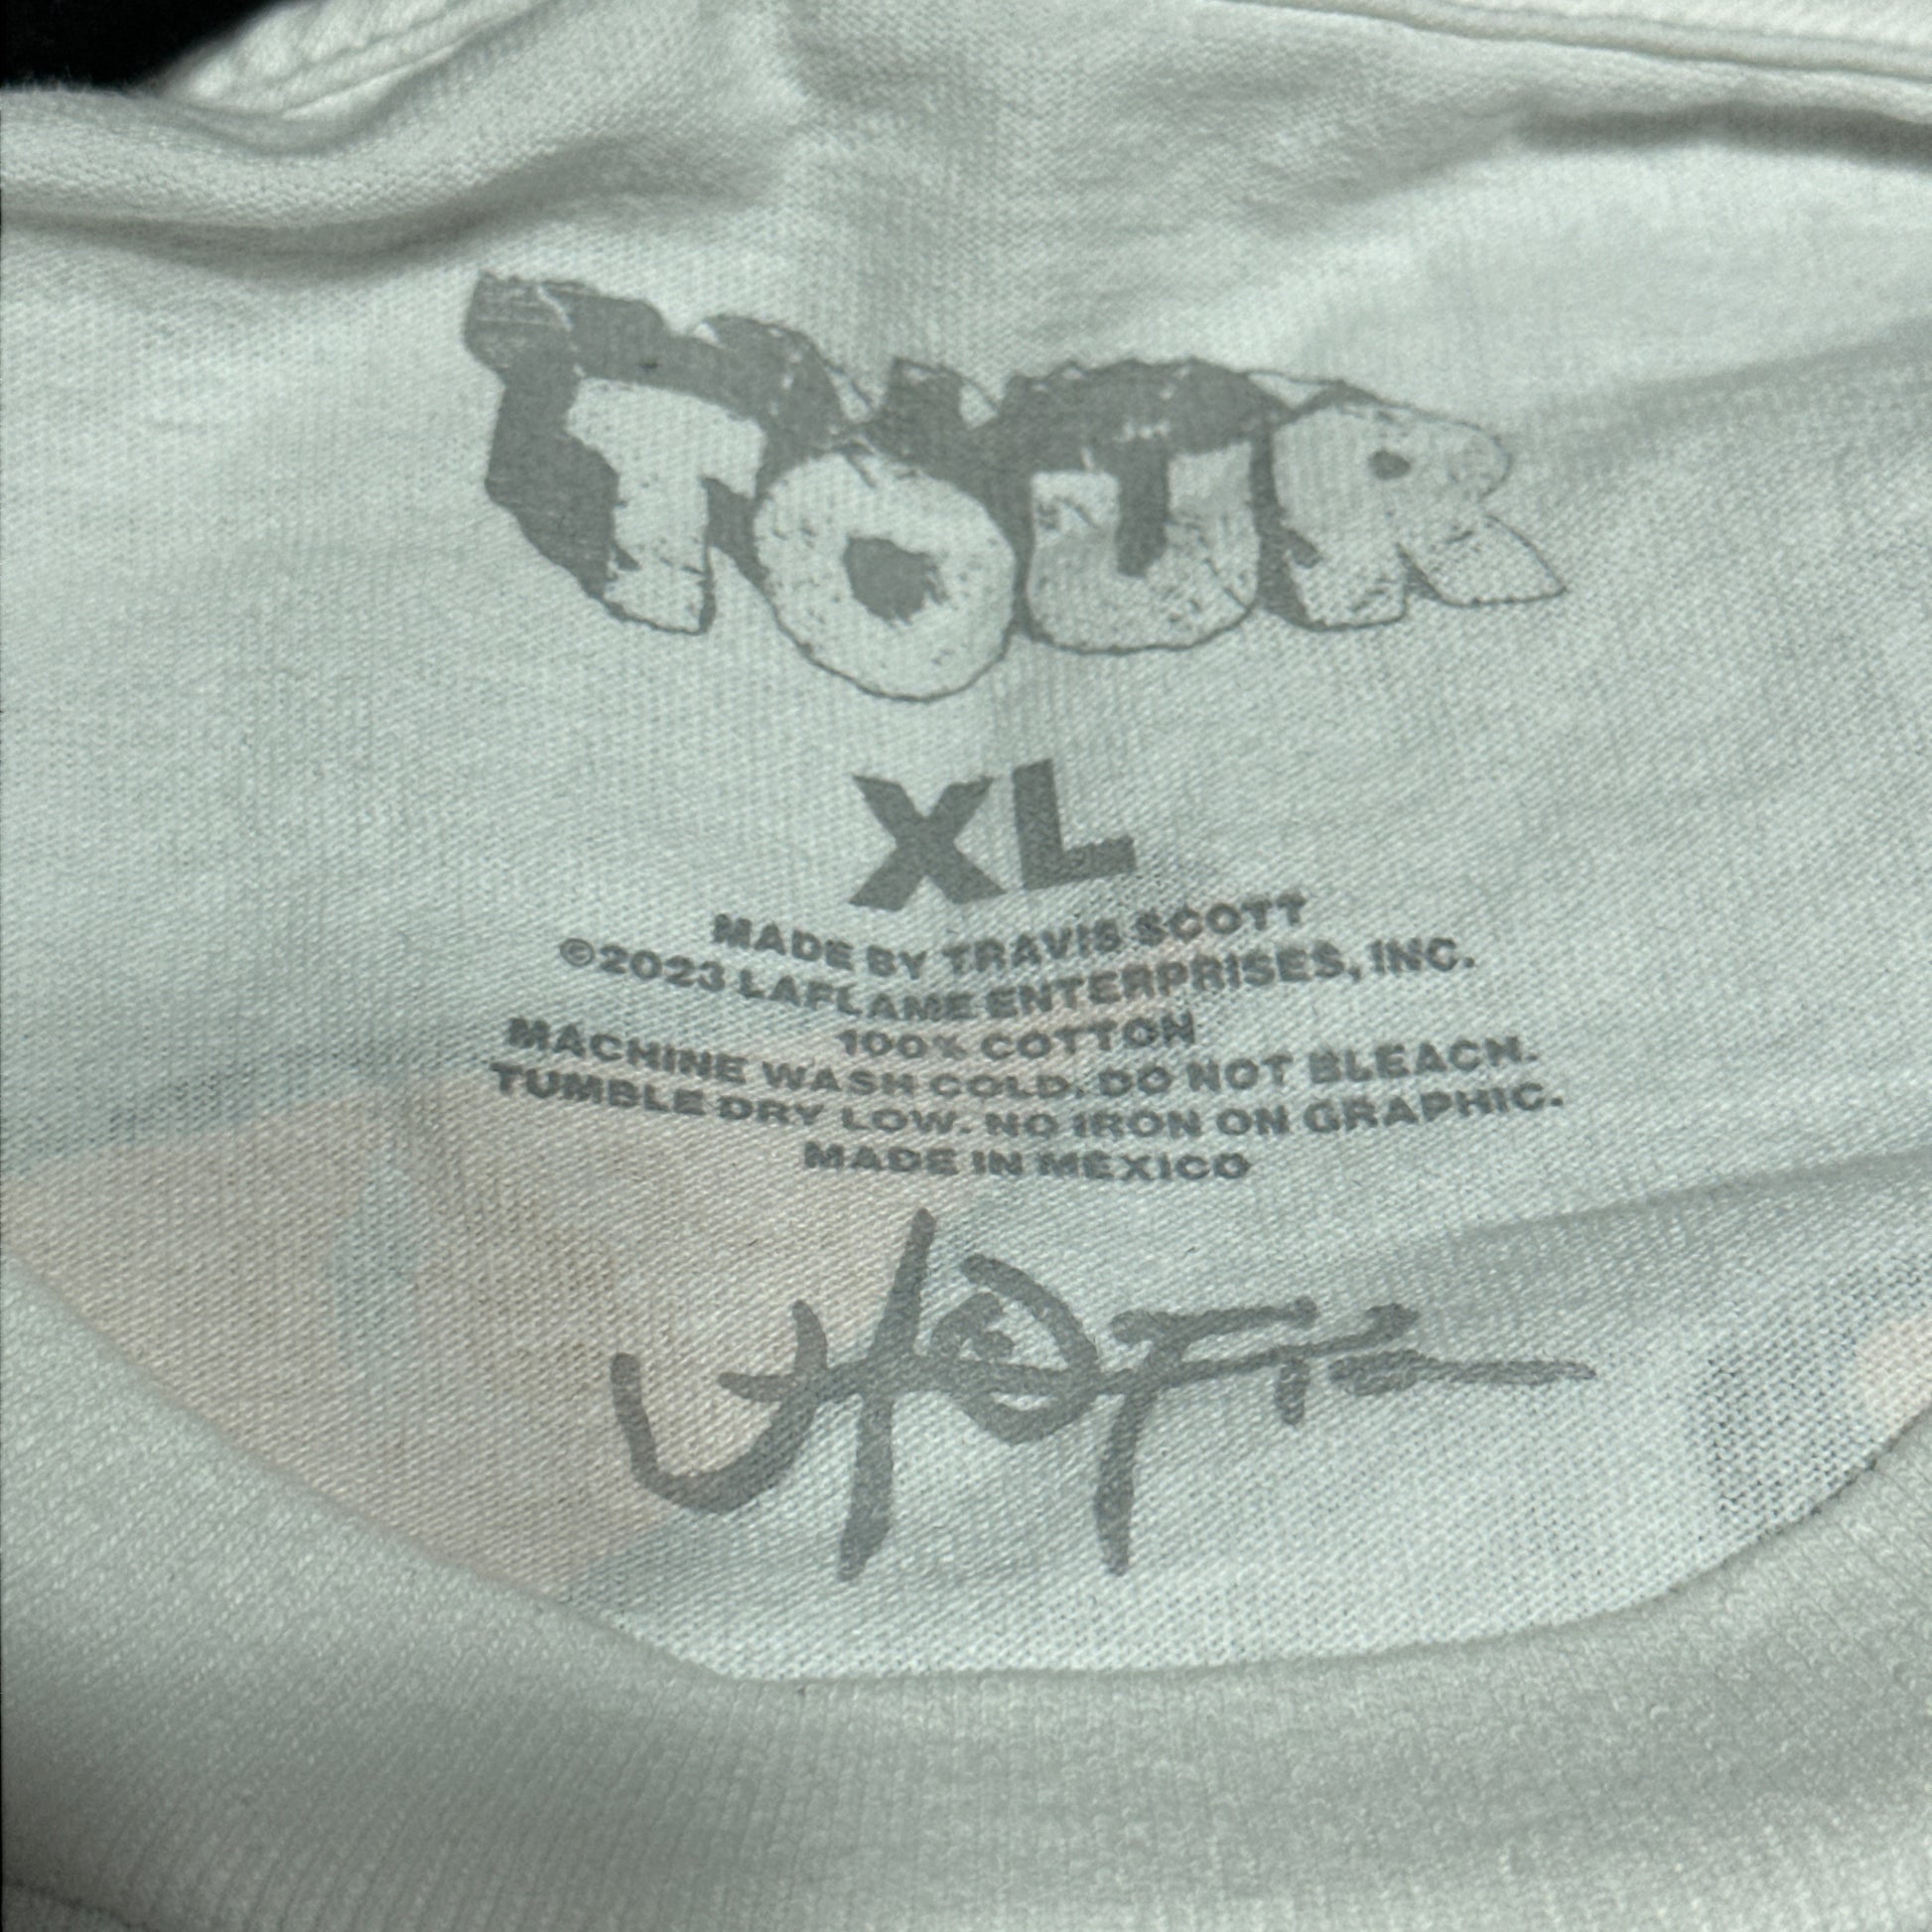 TOUR
XL
MADE BY TRAVIS SCOTT
©2023 LAFLAME ENTERPRISES, INC.
100% COTTON
MACHINE WASH COLD. DO NOT BLEACH.
TUMBLE DRY LOW. NO IRON ON GRAPHIC.
MADE IN MEXICO